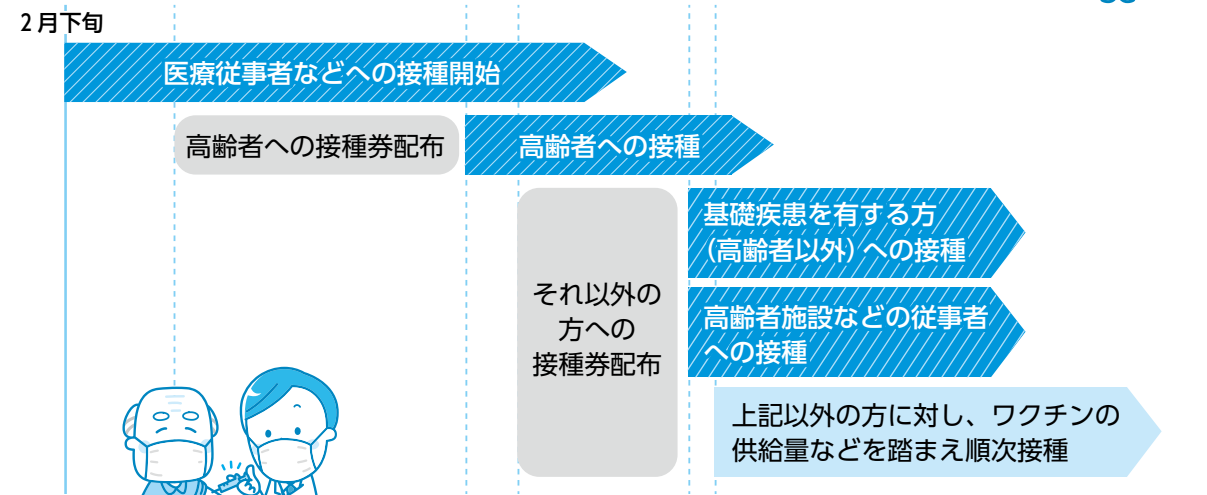 2月下旬
医療従事者などへの接種開始
高齢者への接種券配布
高齢者への接種
それ以外の
方への
接種券配布
基礎疾患を有する方
(高齢者以外)への接種
高齢者施設などの従事者
への接種
上記以外の方に対し、ワクチンの
供給量などを踏まえ順次接種